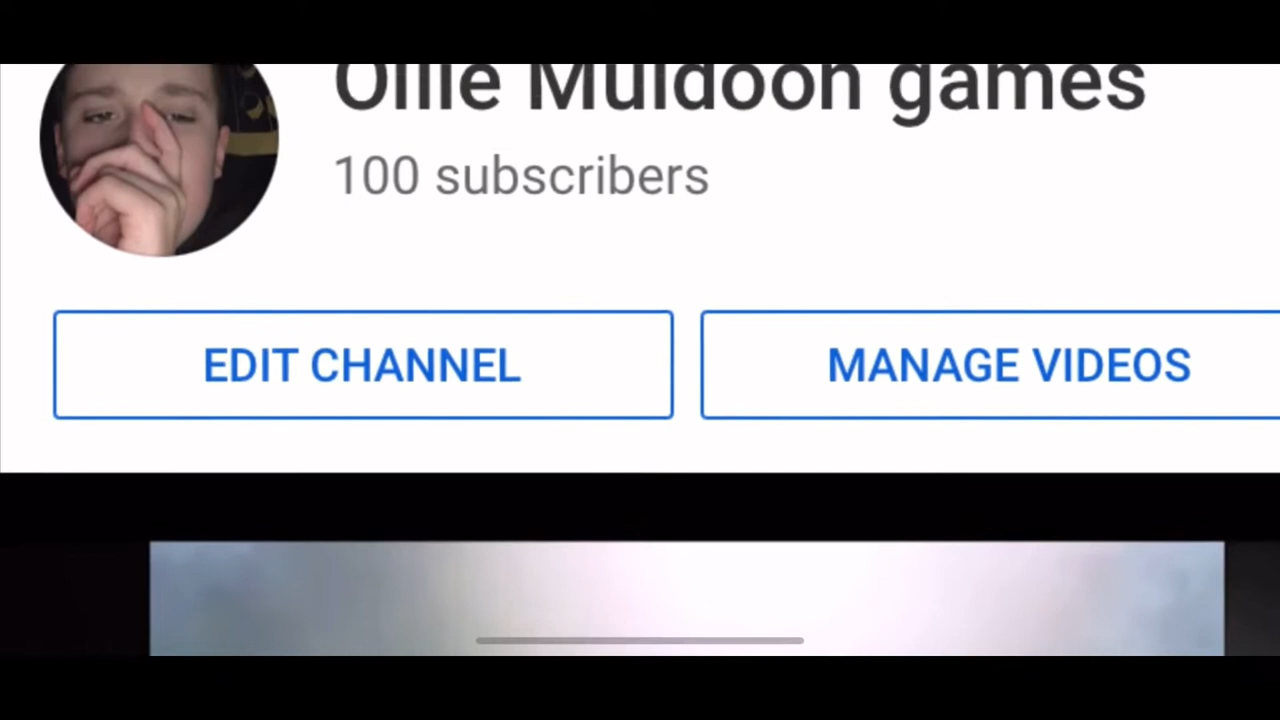 Ollie Muldoon games
100 subscribers
EDIT CHANNEL
MANAGE VIDEOS